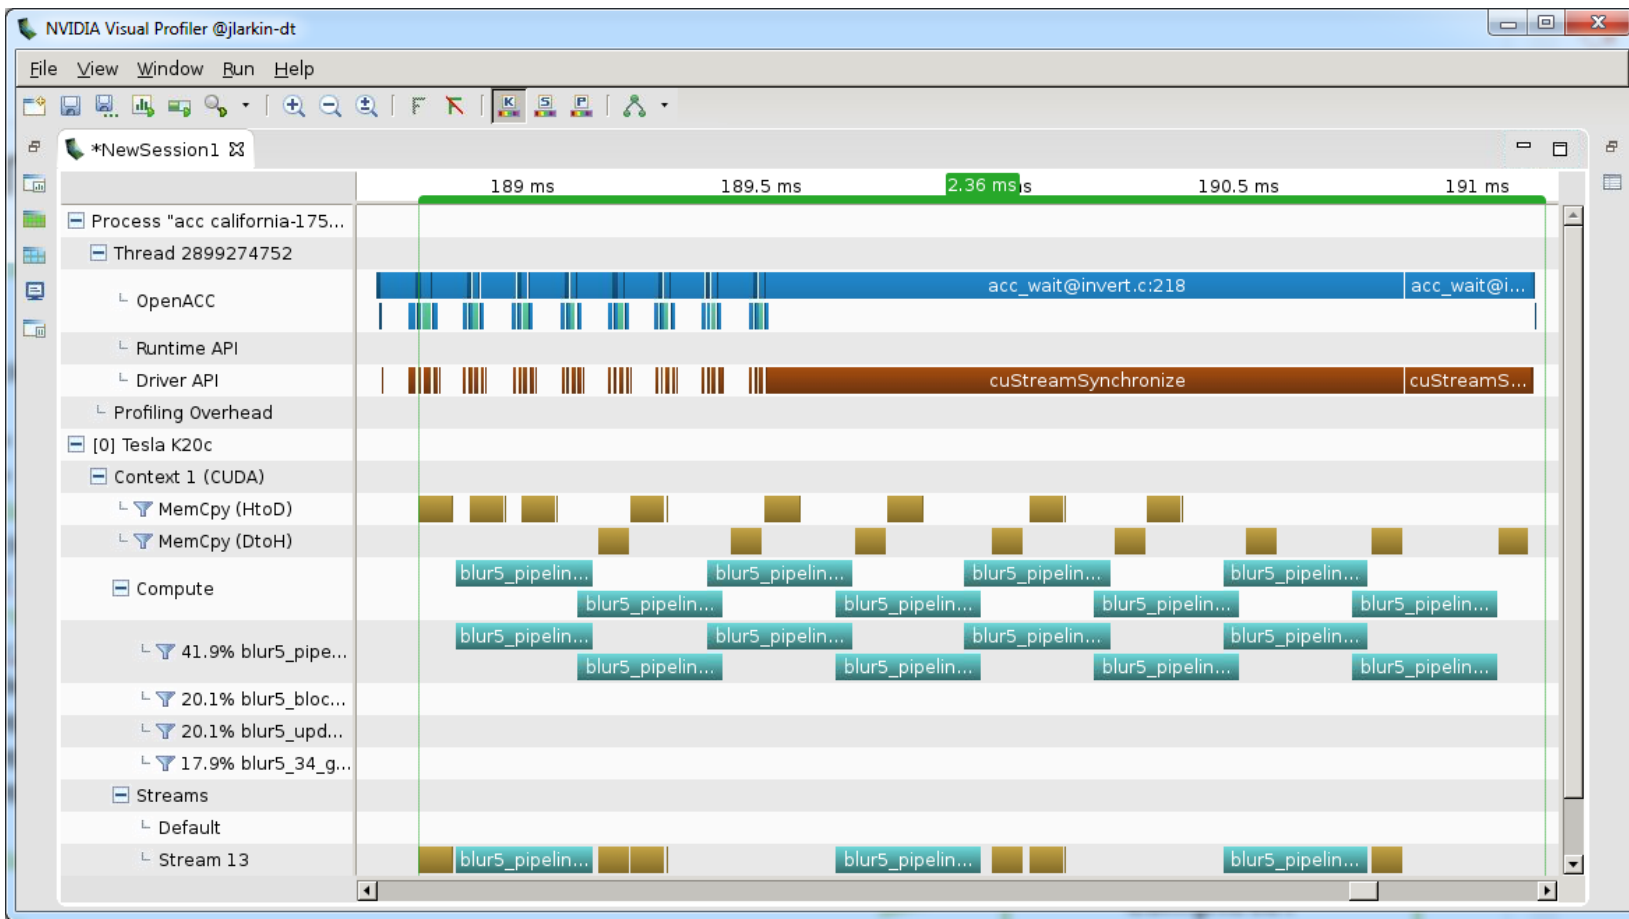 NVIDIA Visual Profiler @jlarkin-dt
File View Window Run Help
K S P
*NewSession1
189 ms 189.5 ms 2.36 ms s 190.5 ms 191 ms
Process "acc california-175...
Thread 2899274752
OpenACC
acc_wait@invert.c:218 acc_wait@i...
Runtime API
Driver API cuStreamSynchronize cuStreamS...
Profiling Overhead
[0] Tesla K20c
Context 1 (CUDA)
MemCpy (HtoD)
MemCpy (DtoH)
Compute
blur5_pipelin... blur5_pipelin... blur5_pipelin... blur5_pipelin...
blur5_pipelin... blur5_pipelin... blur5_pipelin... blur5_pipelin...
41.9% blur5_pipe...
blur5_pipelin... blur5_pipelin... blur5_pipelin... blur5_pipelin...
blur5_pipelin... blur5_pipelin... blur5_pipelin... blur5_pipelin...
20.1% blur5_bloc...
20.1% blur5_upd...
17.9% blur5_34_g...
Streams
Default
Stream 13 blur5_pipelin... blur5_pipelin... blur5_pipelin...